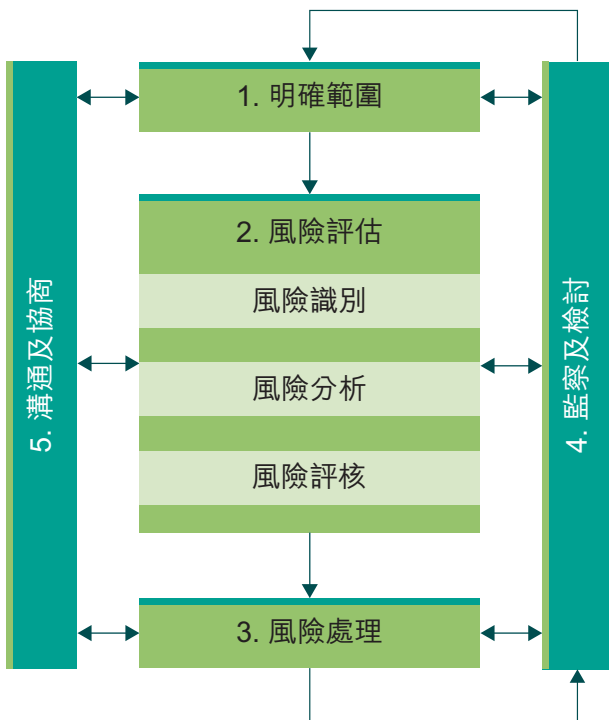 1. 明確範圍
2. 風險評估
風險識別
風險分析
風險評核
3. 風險處理
4. 監察及檢討
5. 溝通及協商